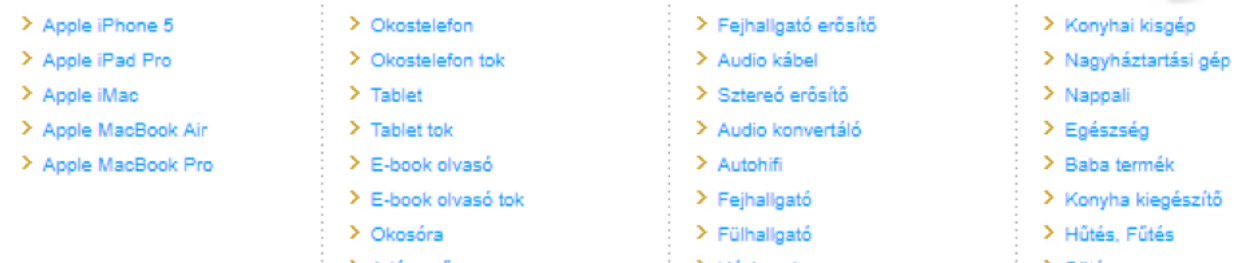 Apple iPhone 5
Apple iPad Pro
Apple iMac
Apple MacBook Air
Apple MacBook Pro
Okostelefon
Okostelefon tok
Tablet
Tablet tok
E-book olvasó
E-book olvasó tok
Okosóra
Fejhallgató erősítő
Audio kábel
Sztereó erősítő
Audio konvertáló
Autohifi
Fejhallgató
Fülhallgató
Konyhai kisgép
Nagyháztartási gép
Nappali
Egészség
Baba termék
Konyha kiegészítő
Hűtés, Fűtés